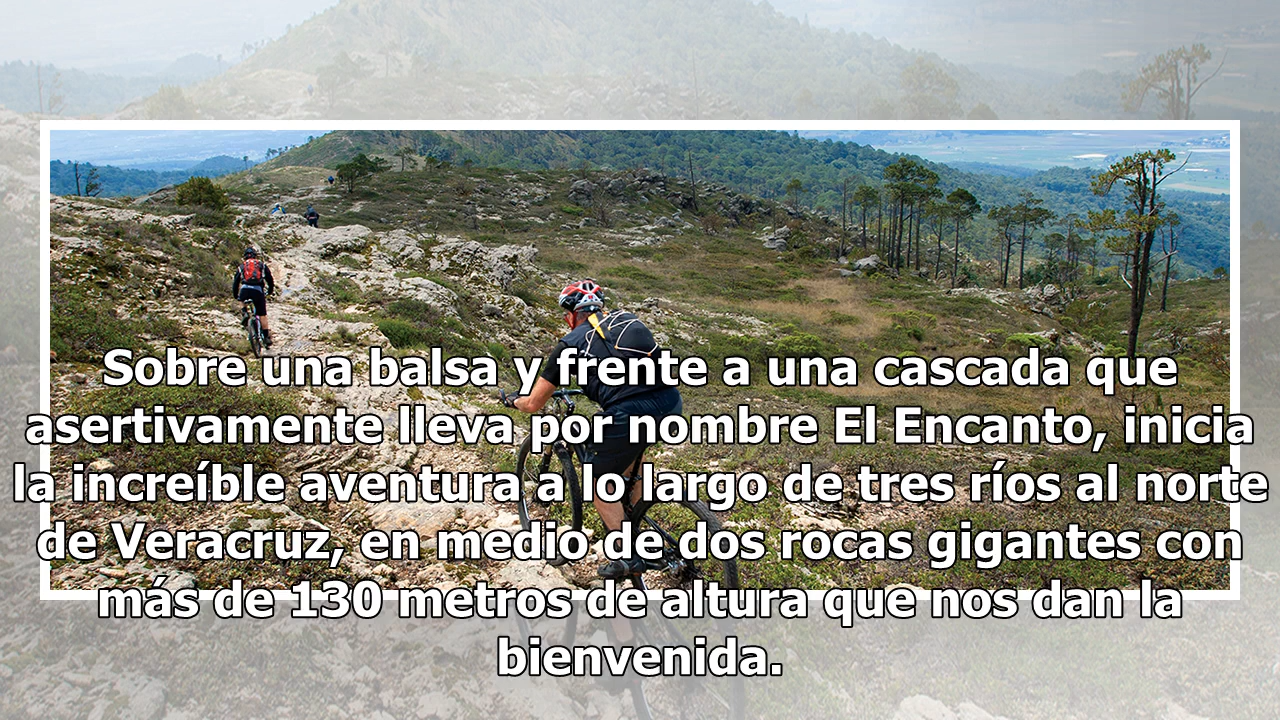 Sobre una balsa y frente a una cascada que
asertivamente lleva por nombre El Encanto, inicia
la increíble aventura a lo largo de tres ríos al norte
de Veracruz, en medio de dos rocas gigantes con
más de 130 metros de altura que nos dan la
bienvenida.